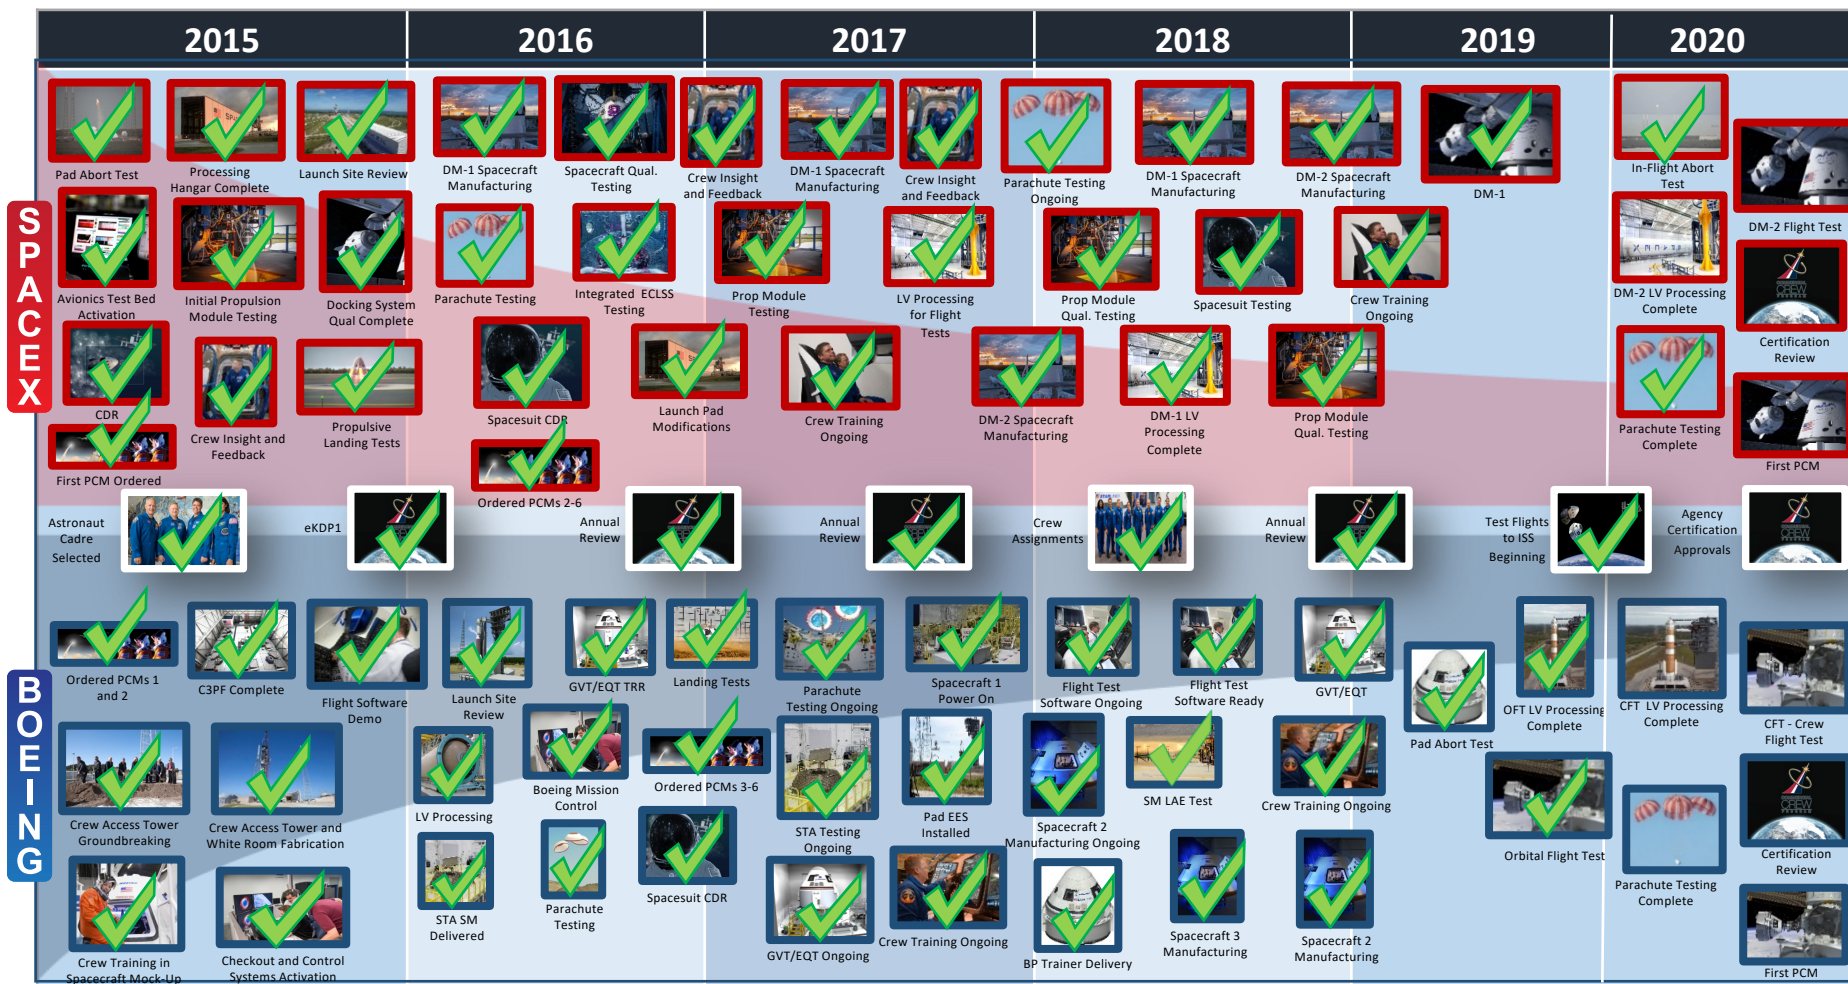 2015
2016
2017
2018
2019
2020
SPACEX
Pad Abort Test
Processing
Hangar Complete
Launch Site Review
DM-1 Spacecraft
Manufacturing
Spacecraft Qual.
Testing
Crew Insight
and Feedback
DM-1 Spacecraft
Manufacturing
Crew Insight
and Feedback
Parachute Testing
Ongoing
DM-1 Spacecraft
Manufacturing
DM-2 Spacecraft
Manufacturing
DM-1
In-Flight Abort
Test
DM-2 Flight Test
Avionics Test Bed
Activation
Initial Propulsion
Module Testing
Docking System
Qual Complete
Parachute Testing
Integrated ECLSS
Testing
Prop Module
Testing
LV Processing
for Flight
Tests
Prop Module
Qual. Testing
Spacesuit Testing
Crew Training
Ongoing
DM-2 LV Processing
Complete
Certification
Review
CDR
Crew Insight and
Feedback
Propulsive
Landing Tests
Spacesuit CDR
Launch Pad
Modifications
Crew Training
Ongoing
DM-2 Spacecraft
Manufacturing
DM-1 LV
Processing
Complete
Prop Module
Qual. Testing
Parachute Testing
Complete
First PCM
First PCM Ordered
Ordered PCMs 2-6
Astronaut
Cadre
Selected
eKDP1
Annual
Review
Annual
Review
Crew
Assignments
Annual
Review
Test Flights
to ISS
Beginning
Agency
Certification
Approvals
BOEING
Ordered PCMs 1
and 2
C3PF Complete
Flight Software
Demo
Launch Site
Review
GVT/EQT TRR
Landing Tests
Parachute
Testing Ongoing
Spacecraft 1
Power On
Flight Test
Software Ongoing
Flight Test
Software Ready
GVT/EQT
Pad Abort Test
OFT LV Processing
Complete
CFT LV Processing
Complete
CFT - Crew
Flight Test
Crew Access Tower
Groundbreaking
Crew Access Tower and
White Room Fabrication
LV Processing
Boeing Mission
Control
Ordered PCMs 3-6
STA Testing
Ongoing
Pad EES
Installed
Spacecraft 2
Manufacturing Ongoing
SM LAE Test
Crew Training Ongoing
Orbital Flight Test
Parachute Testing
Complete
Certification
Review
Crew Training in
Spacecraft Mock-Up
Checkout and Control
Systems Activation
STA SM
Delivered
Parachute
Testing
Spacesuit CDR
GVT/EQT Ongoing
Crew Training Ongoing
BP Trainer Delivery
Spacecraft 3
Manufacturing
Spacecraft 2
Manufacturing
First PCM